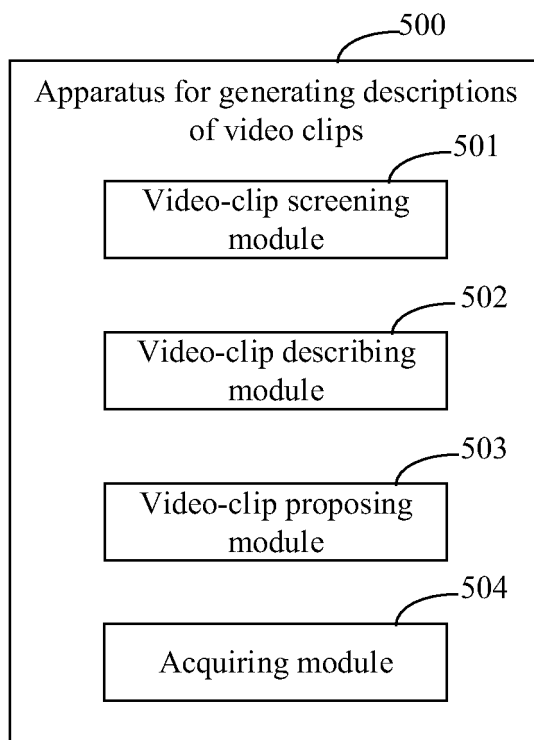 500
Apparatus for generating descriptions
of video clips
501
Video-clip screening
module
502
Video-clip describing
module
503
Video-clip proposing
module
504
Acquiring module